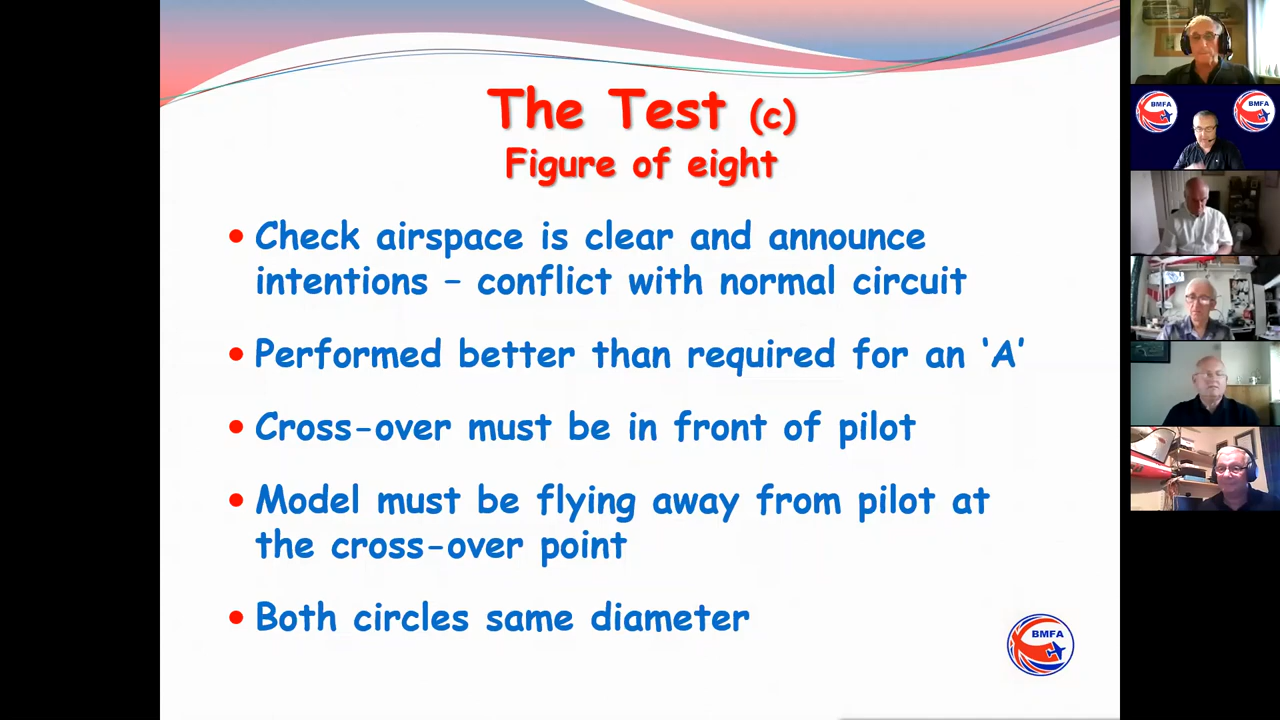 The Test (c)
Figure of eight
• Check airspace is clear and announce
intentions – conflict with normal circuit
• Performed better than required for an ‘A’
• Cross-over must be in front of pilot
• Model must be flying away from pilot at
the cross-over point
• Both circles same diameter
BMFA
BMFA
BMFA